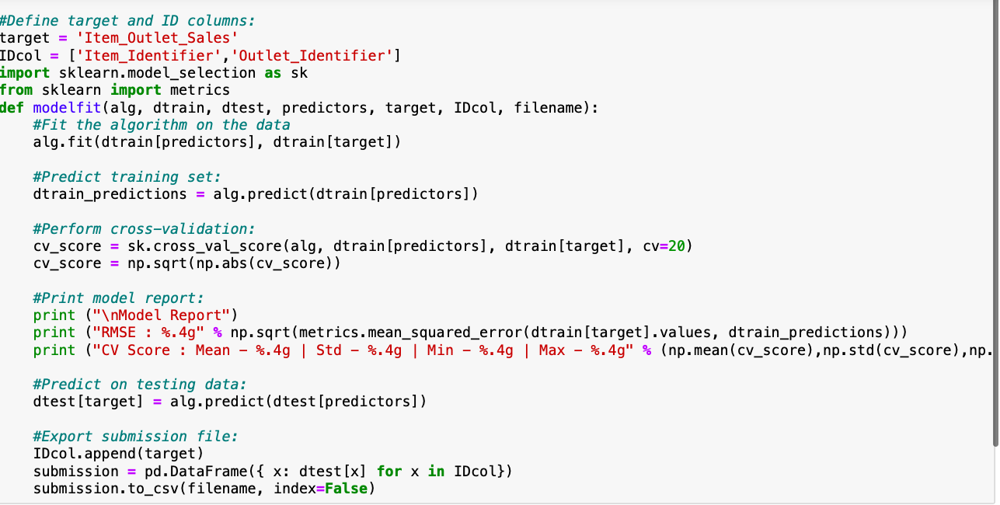 #Define target and ID columns:
target = 'Item_Outlet_Sales'
IDcol = ['Item_Identifier','Outlet_Identifier']
import sklearn.model_selection as sk
from sklearn import metrics
def modelfit(alg, dtrain, dtest, predictors, target, IDcol, filename):
    #Fit the algorithm on the data
    alg.fit(dtrain[predictors], dtrain[target])

    #Predict training set:
    dtrain_predictions = alg.predict(dtrain[predictors])

    #Perform cross-validation:
    cv_score = sk.cross_val_score(alg, dtrain[predictors], dtrain[target], cv=20)
    cv_score = np.sqrt(np.abs(cv_score))

    #Print model report:
    print ("\nModel Report")
    print ("RMSE : %.4g" % np.sqrt(metrics.mean_squared_error(dtrain[target].values, dtrain_predictions)))
    print ("CV Score : Mean - %.4g | Std - %.4g | Min - %.4g | Max - %.4g" % (np.mean(cv_score),np.std(cv_score),np.

    #Predict on testing data:
    dtest[target] = alg.predict(dtest[predictors])

    #Export submission file:
    IDcol.append(target)
    submission = pd.DataFrame({ x: dtest[x] for x in IDcol})
    submission.to_csv(filename, index=False)